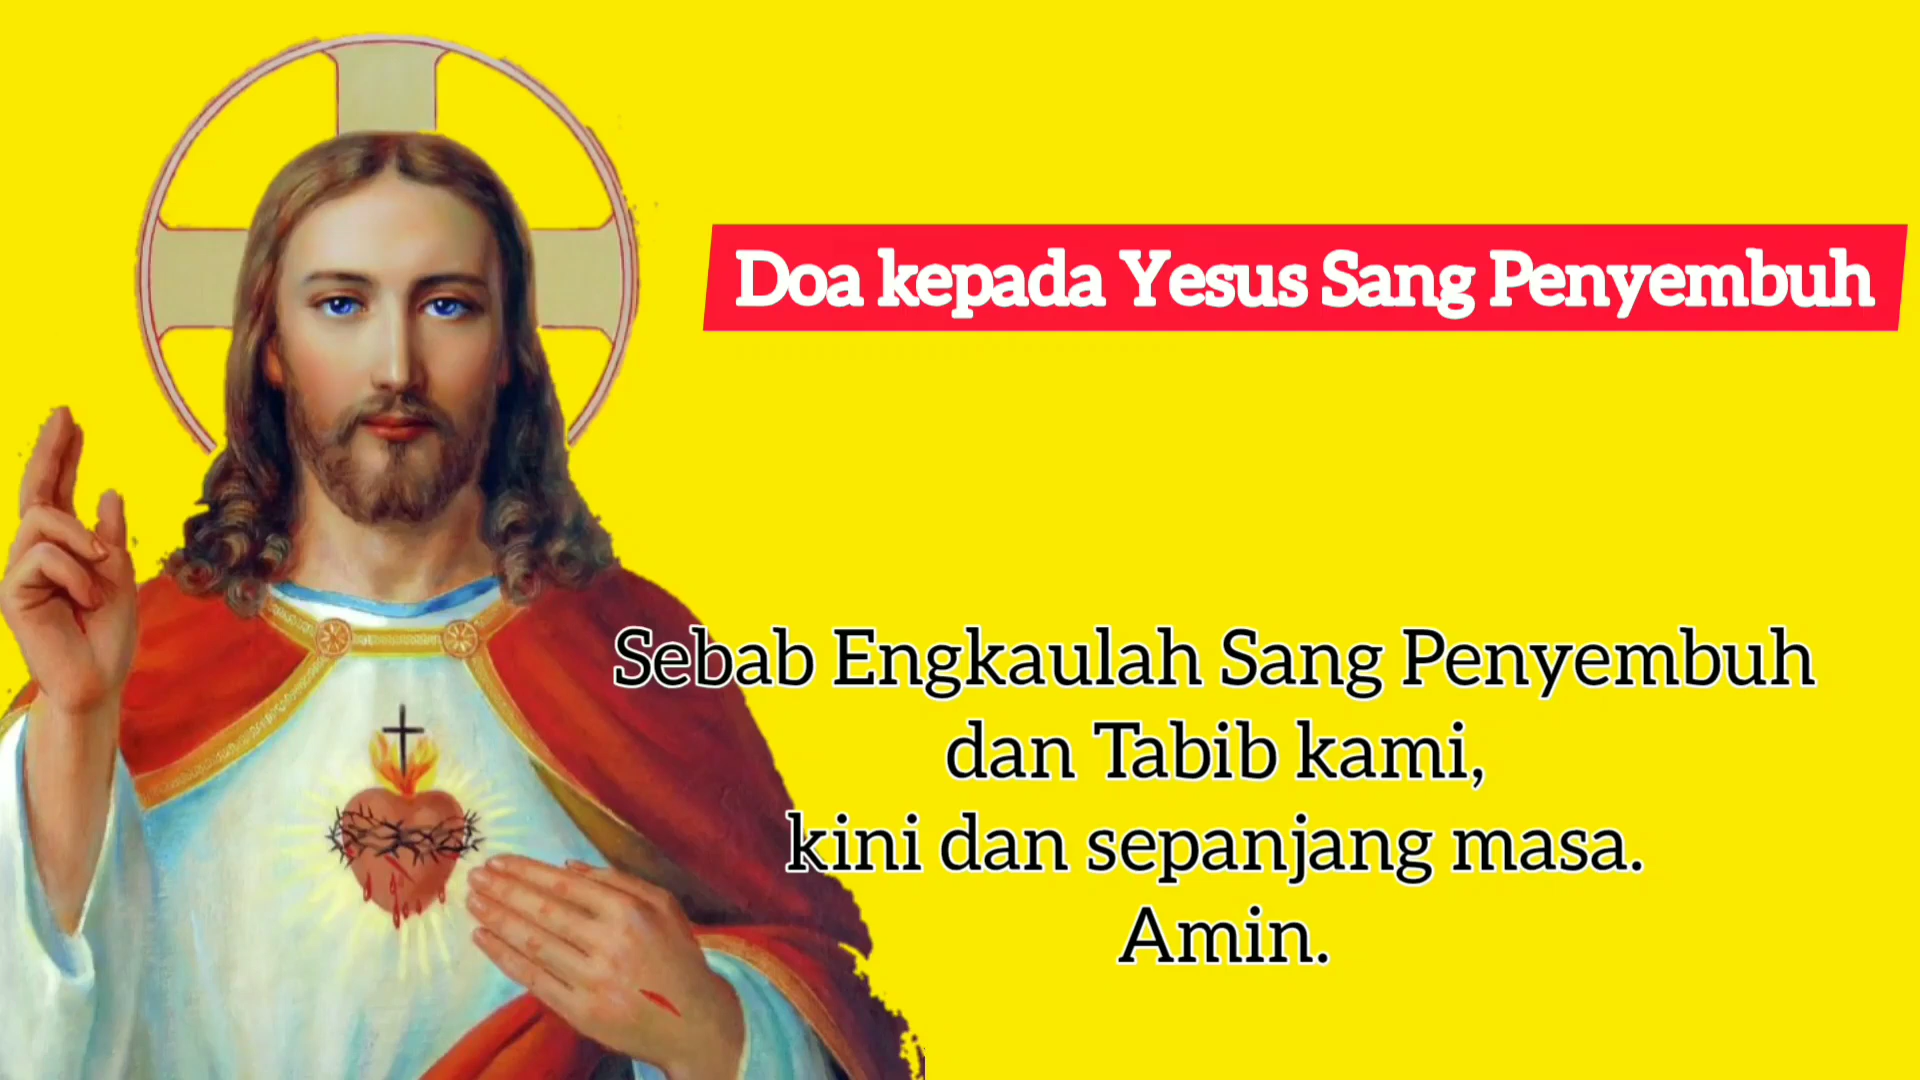 Doa kepada Yesus Sang Penyembuh
Sebab Engkaulah Sang Penyembuh
dan Tabib kami,
kini dan sepanjang masa.
Amin.